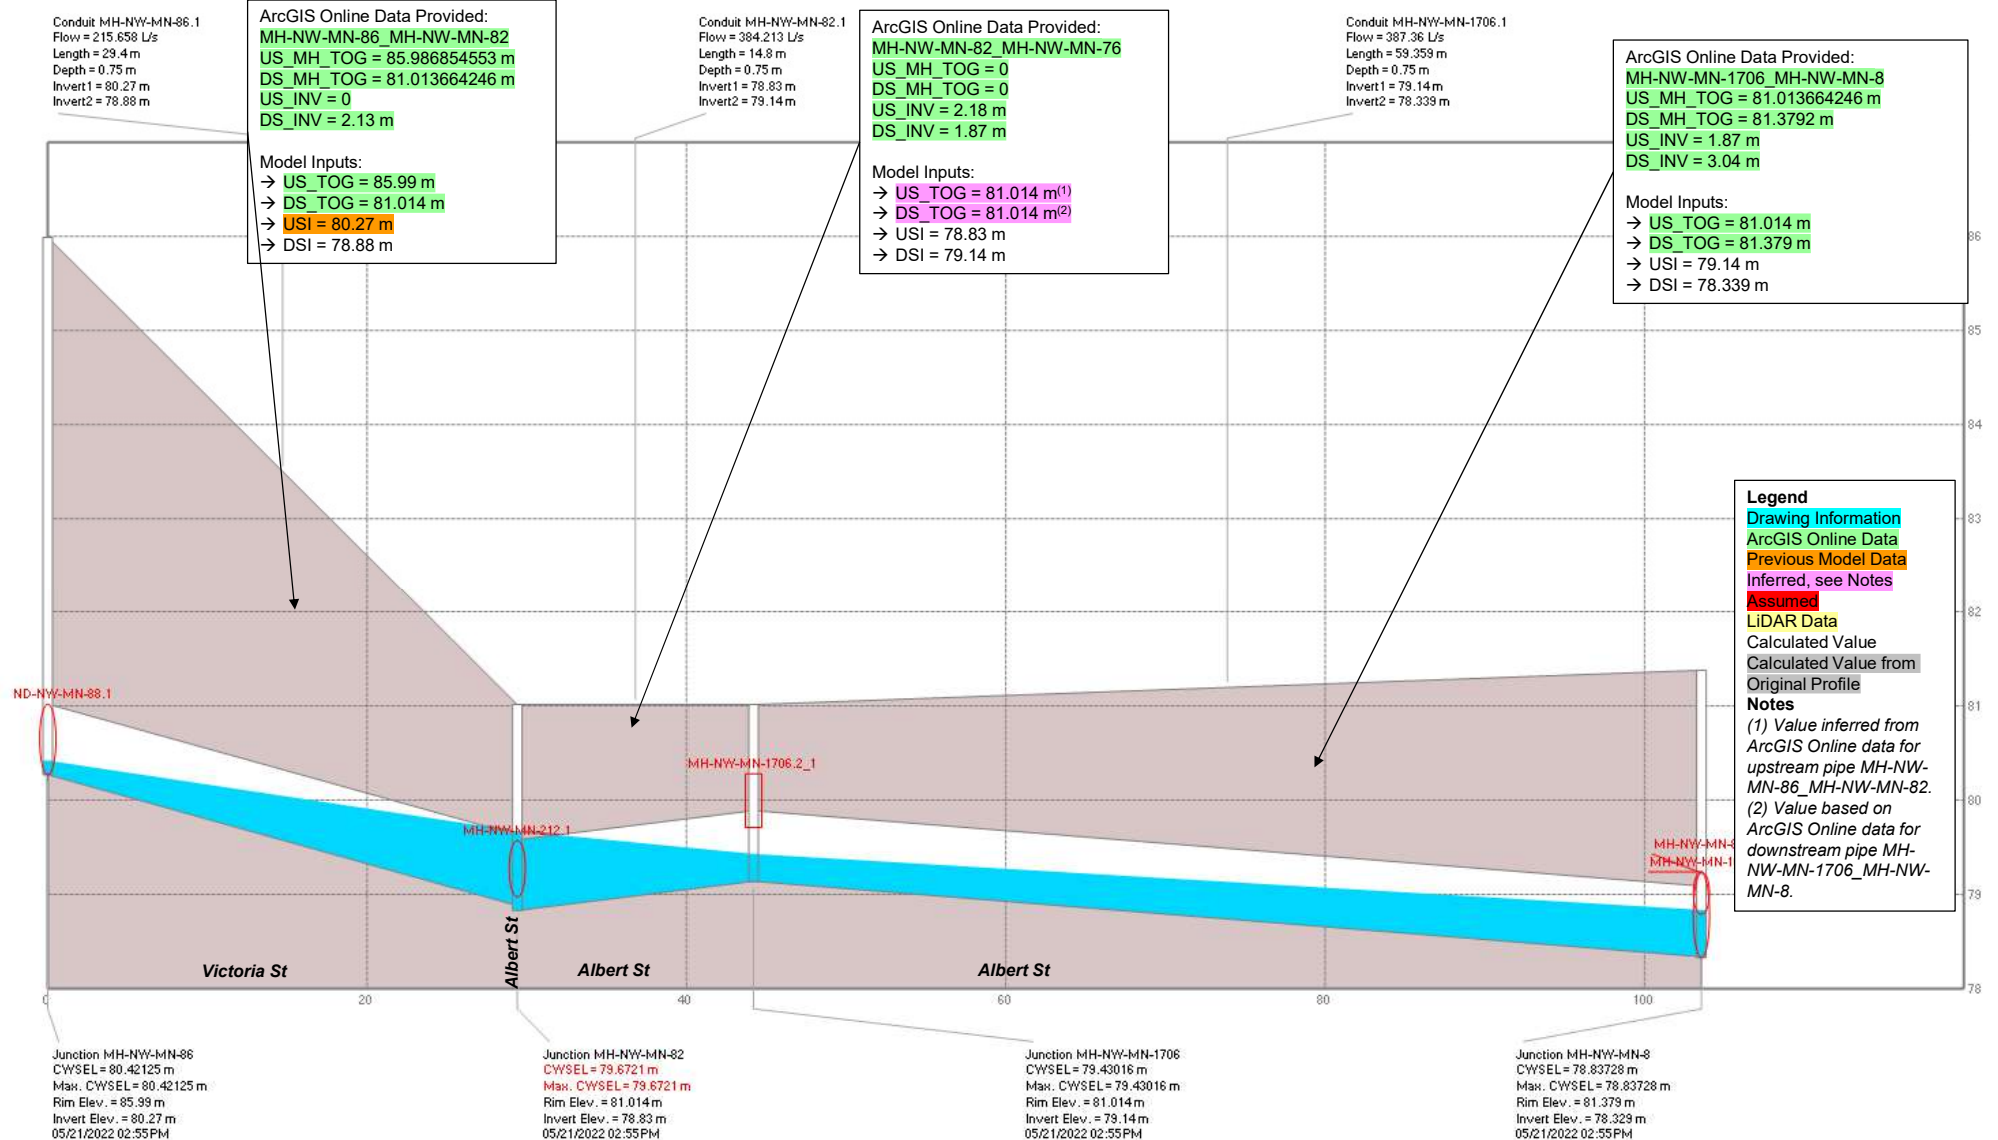 Conduit MH-NW-MN-86.1
Flow = 215.658 L/s
Length = 29.4 m
Depth = 0.75 m
Invert1 = 80.27 m
Invert2 = 78.88 m
ArcGIS Online Data Provided:
MH-NW-MN-86_MH-NW-MN-82
US_MH_TOG = 85.986854553 m
DS_MH_TOG = 81.013664246 m
US_INV = 0
DS_INV = 2.13 m
Model Inputs:
→ US_TOG = 85.99 m
→ DS_TOG = 81.014 m
→ USI = 80.27 m
→ DSI = 78.88 m
Conduit MH-NW-MN-82.1
Flow = 384.213 L/s
Length = 14.8 m
Depth = 0.75 m
Invert1 = 78.83 m
Invert2 = 79.14 m
ArcGIS Online Data Provided:
MH-NW-MN-82_MH-NW-MN-76
US_MH_TOG = 0
DS_MH_TOG = 0
US_INV = 2.18 m
DS_INV = 1.87 m
Model Inputs:
→ US_TOG = 81.014 m(1)
→ DS_TOG = 81.014 m(2)
→ USI = 78.83 m
→ DSI = 79.14 m
Conduit MH-NW-MN-1706.1
Flow = 387.36 L/s
Length = 59.359 m
Depth = 0.75 m
Invert1 = 79.14 m
Invert2 = 78.339 m
ArcGIS Online Data Provided:
MH-NW-MN-1706_MH-NW-MN-8
US_MH_TOG = 81.013664246 m
DS_MH_TOG = 81.3792 m
US_INV = 1.87 m
DS_INV = 3.04 m
Model Inputs:
→ US_TOG = 81.014 m
→ DS_TOG = 81.379 m
→ USI = 79.14 m
→ DSI = 78.339 m
86
85
84
83
82
81
80
79
78
Legend
Drawing Information
ArcGIS Online Data
Previous Model Data
Inferred, see Notes
Assumed
LiDAR Data
Calculated Value
Calculated Value from
Original Profile
Notes
(1) Value inferred from
ArcGIS Online data for
upstream pipe MH-NW-
MN-86_MH-NW-MN-82.
(2) Value based on
ArcGIS Online data for
downstream pipe MH-
NW-MN-1706_MH-NW-
MN-8.
ND-NW-MN-88.1
MH-NW-MN-212.1
MH-NW-MN-1706.2_1
MH-NW-MN-8
MH-NW-MN-1
Victoria St
Albert St
Albert St
Albert St
0
20
40
60
80
100
Junction MH-NW-MN-86
CWSEL = 80.42125 m
Max. CWSEL = 80.42125 m
Rim Elev. = 85.99 m
Invert Elev. = 80.27 m
05/21/2022 02:55PM
Junction MH-NW-MN-82
CWSEL = 79.6721 m
Max. CWSEL = 79.6721 m
Rim Elev. = 81.014 m
Invert Elev. = 78.83 m
05/21/2022 02:55PM
Junction MH-NW-MN-1706
CWSEL = 79.43016 m
Max. CWSEL = 79.43016 m
Rim Elev. = 81.014 m
Invert Elev. = 79.14 m
05/21/2022 02:55PM
Junction MH-NW-MN-8
CWSEL = 78.83728 m
Max. CWSEL = 78.83728 m
Rim Elev. = 81.379 m
Invert Elev. = 78.329 m
05/21/2022 02:55PM